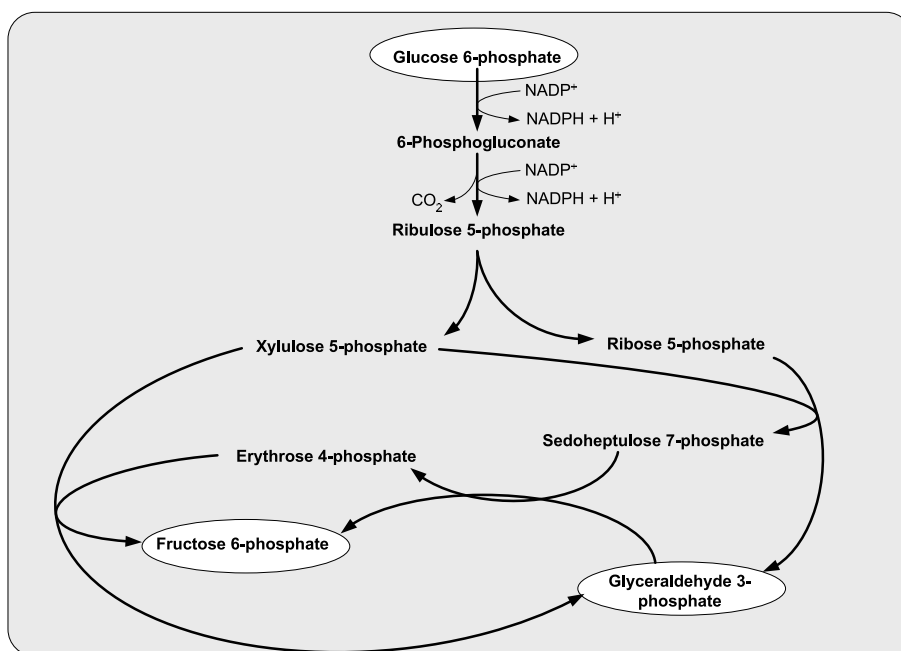 Glucose 6-phosphate
NADP⁺
NADPH + H⁺
6-Phosphogluconate
NADP⁺
CO₂
NADPH + H⁺
Ribulose 5-phosphate
Xylulose 5-phosphate
Ribose 5-phosphate
Sedoheptulose 7-phosphate
Erythrose 4-phosphate
Fructose 6-phosphate
Glyceraldehyde 3-
phosphate